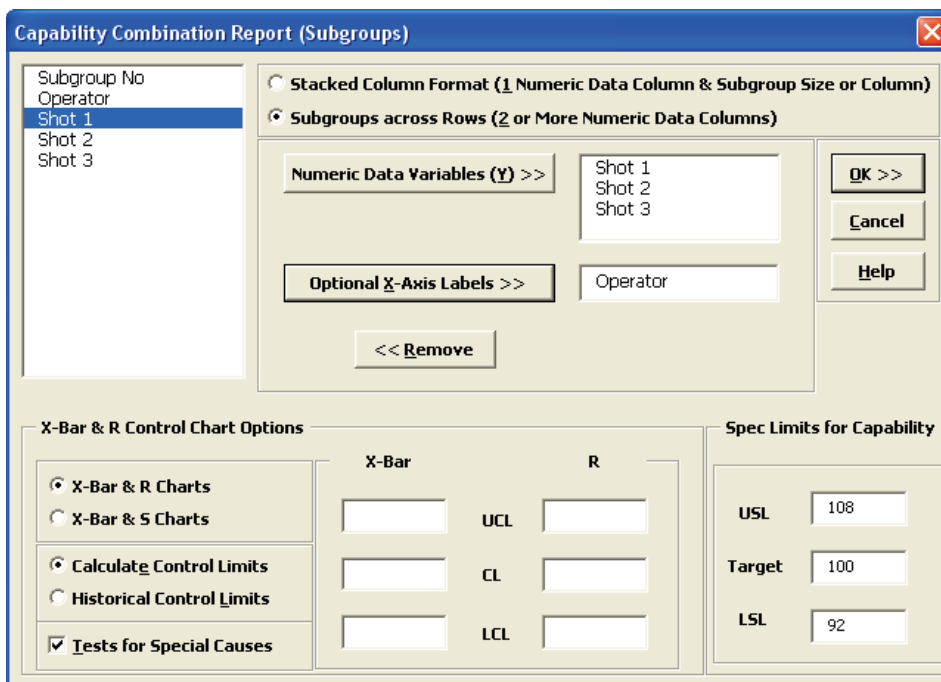 Capability Combination Report (Subgroups)
Subgroup No
Operator
Shot 1
Shot 2
Shot 3
Stacked Column Format (1 Numeric Data Column & Subgroup Size or Column)
Subgroups across Rows (2 or More Numeric Data Columns)
Numeric Data Variables (Y) >>
Shot 1
Shot 2
Shot 3
Optional X-Axis Labels >>
Operator
<< Remove
OK >>
Cancel
Help
X-Bar & R Control Chart Options
X-Bar & R Charts
X-Bar & S Charts
Calculate Control Limits
Historical Control Limits
Tests for Special Causes
X-Bar R
UCL
CL
LCL
Spec Limits for Capability
USL 108
Target 100
LSL 92